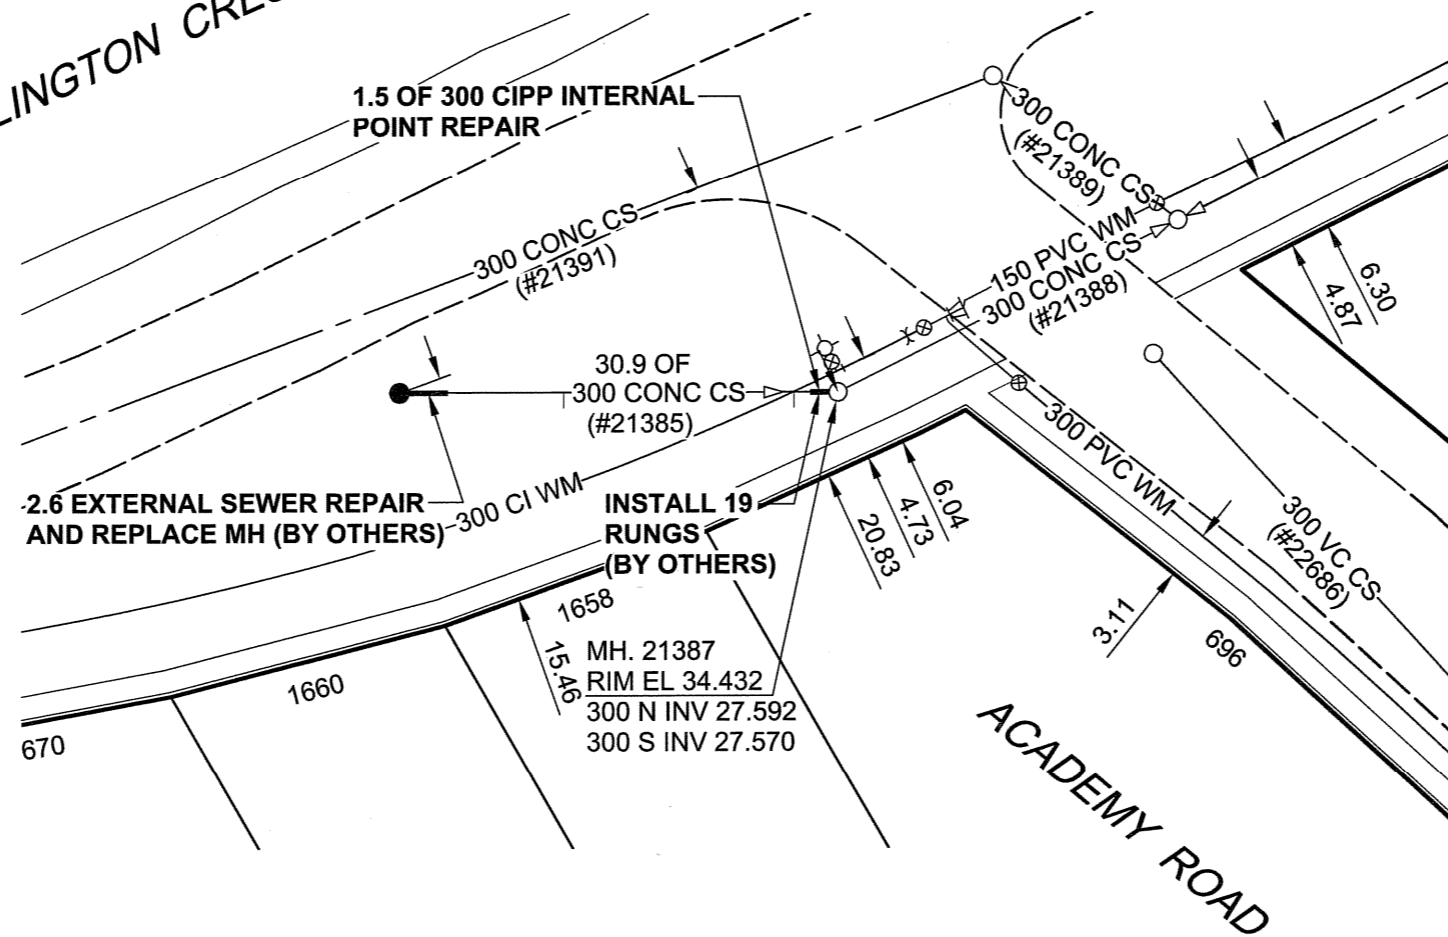 LINGTON CRES
1.5 OF 300 CIPP INTERNAL
POINT REPAIR
300 CONC CS
(#21389)
300 CONC CS
(#21391)
150 PVC WM
300 CONC CS
(#21388)
6.30
4.87
30.9 OF
300 CONC CS
(#21385)
2.6 EXTERNAL SEWER REPAIR
AND REPLACE MH (BY OTHERS)
300 CI WM
INSTALL 19
RUNGS
(BY OTHERS)
6.04
4.73
20.83
300 PVC WM
300 VC CS
(#22686)
3.11
696
1658
15.46
MH. 21387
RIM EL 34.432
300 N INV 27.592
300 S INV 27.570
1660
670
ACADEMY ROAD